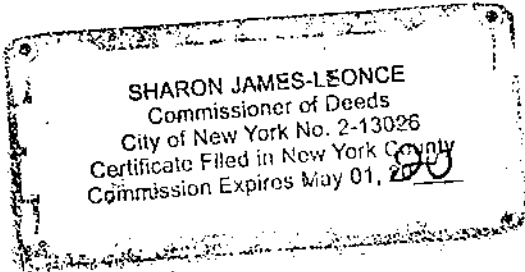 SHARON JAMES-LEONCE
Commissioner of Deeds
City of New York No. 2-13026
Certificate Filed in New York County
Commission Expires May 01, 2020